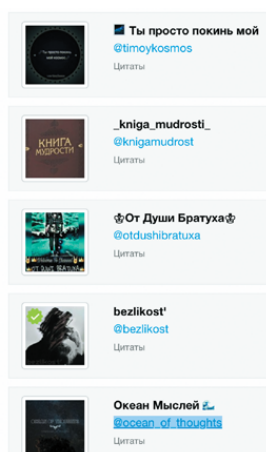 Ты просто покинь мой
@timoykosmos
Цитаты
_kniga_mudrosti_
@knigamudrost
Цитаты
КНИГА
МУДРОСТИ
♔От Души Братуха♔
@otdushibratuxa
Цитаты
bezlikost'
@bezlikost
Цитаты
Океан Мыслей
@ocean_of_thoughts
Цитаты